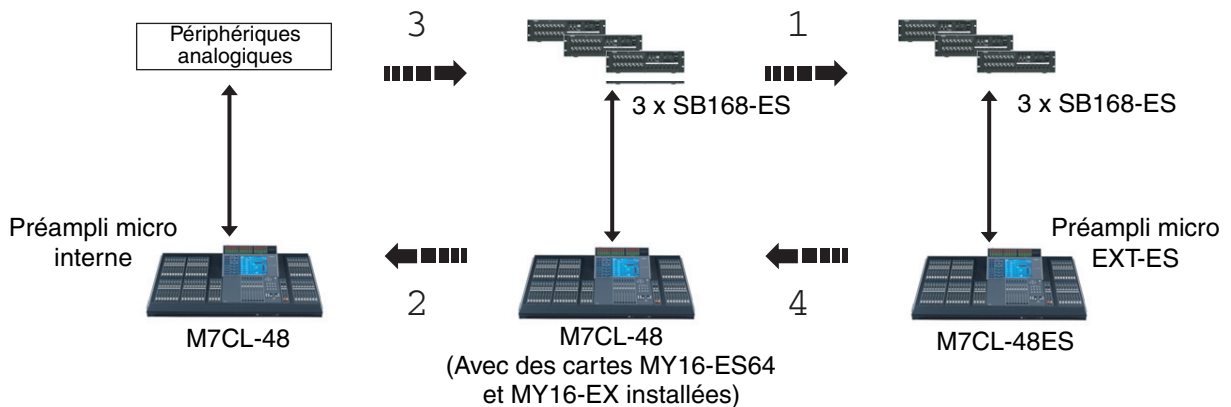 Périphériques
analogiques
3
1
3 x SB168-ES
3 x SB168-ES
Préampli micro
interne
Préampli micro
EXT-ES
2
4
M7CL-48
M7CL-48
(Avec des cartes MY16-ES64
et MY16-EX installées)
M7CL-48ES